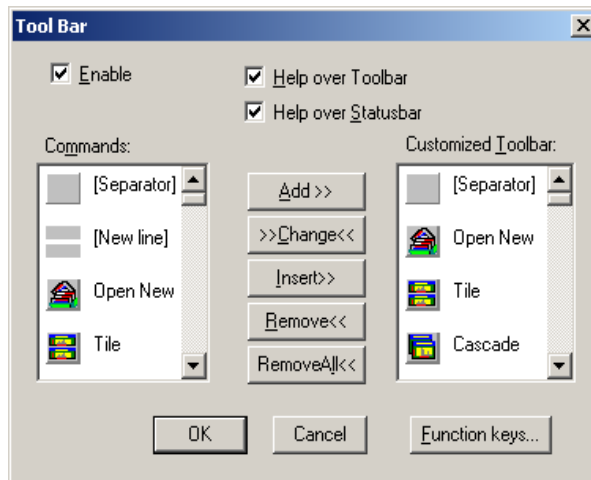 Tool Bar
Enable
Help over Toolbar
Help over Statusbar
Commands:
[Separator]
[New line]
Open New
Tile
Add >>
>>Change<<
Insert>>
Remove<<
RemoveAll<<
Customized Toolbar:
[Separator]
Open New
Tile
Cascade
OK
Cancel
Function keys...